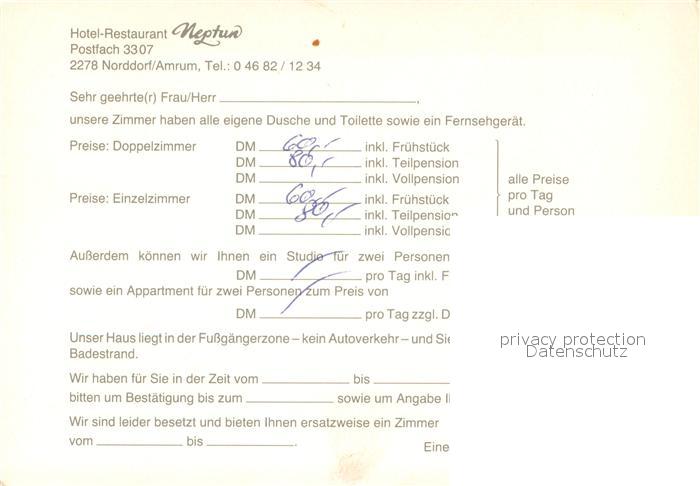 Hotel-Restaurant Neptun
Postfach 33 07
2278 Norddorf/Amrum, Tel.: 0 46 82 / 12 34
Sehr geehrte(r) Frau/Herr ,
unsere Zimmer haben alle eigene Dusche und Toilette sowie ein Fernsehgerät.
Preise: Doppelzimmer DM 60,- inkl. Frühstück
DM 80,- inkl. Teilpension
DM inkl. Vollpension
alle Preise
pro Tag
und Person
Preise: Einzelzimmer DM 60,- inkl. Frühstück
DM 80,- inkl. Teilpension
DM inkl. Vollpensio
Außerdem können wir Ihnen ein Studio für zwei Personen
DM pro Tag inkl. F
sowie ein Appartment für zwei Personen zum Preis von
DM pro Tag zzgl. D
Unser Haus liegt in der Fußgängerzone – kein Autoverkehr – und Sie
Badestrand.
privacy protection
Datenschutz
Wir haben für Sie in der Zeit vom bis
bitten um Bestätigung bis zum sowie um Angabe I
Wir sind leider besetzt und bieten Ihnen ersatzweise ein Zimmer
vom bis .
Eine